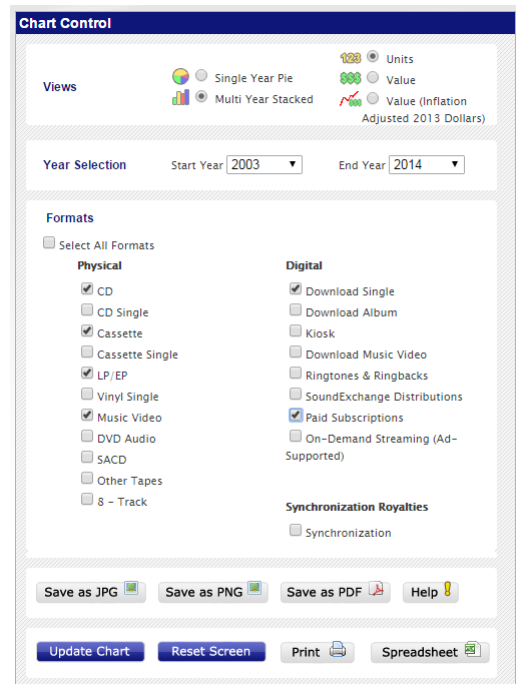 Chart Control
Views
Single Year Pie
Multi Year Stacked
123 Units
$$$ Value
Value (Inflation
Adjusted 2013 Dollars)
Year Selection Start Year 2003 End Year 2014
Formats
Select All Formats
Physical
CD
CD Single
Cassette
Cassette Single
LP/EP
Vinyl Single
Music Video
DVD Audio
SACD
Other Tapes
8 - Track
Digital
Download Single
Download Album
Kiosk
Download Music Video
Ringtones & Ringbacks
SoundExchange Distributions
Paid Subscriptions
On-Demand Streaming (Ad-
Supported)
Synchronization Royalties
Synchronization
Save as JPG Save as PNG Save as PDF Help
Update Chart Reset Screen Print Spreadsheet